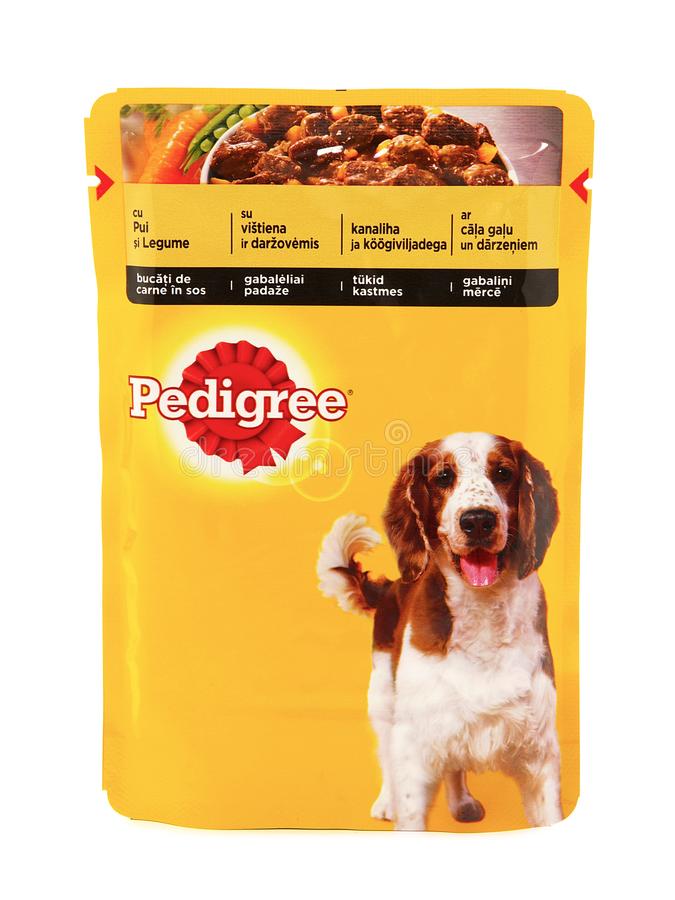 cu
Pui
și Legume
su
vištiena
ir daržovėmis
kanaliha
ja köögiviljadega
ar
cāļa gaļu
un dārzeņiem
bucăți de
carne în sos
gabalėliai
padaže
tükid
kastmes
gabaliņi
mērcē
Pedigree®
dreamstime